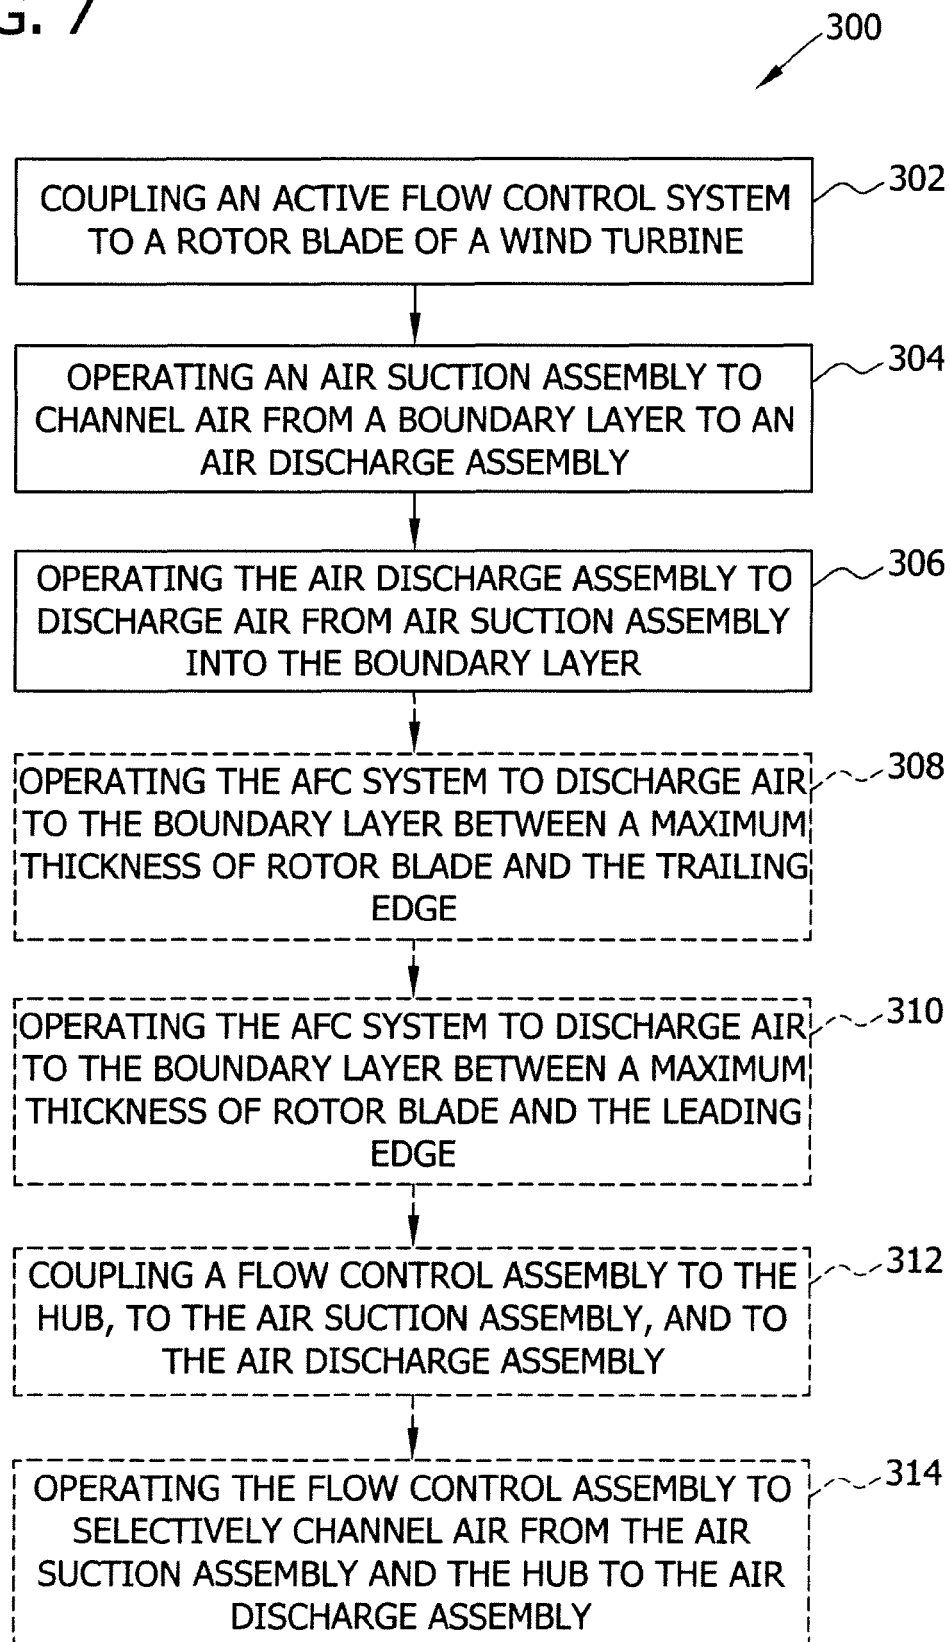 G. 7
300
COUPLING AN ACTIVE FLOW CONTROL SYSTEM
TO A ROTOR BLADE OF A WIND TURBINE
302
OPERATING AN AIR SUCTION ASSEMBLY TO
CHANNEL AIR FROM A BOUNDARY LAYER TO AN
AIR DISCHARGE ASSEMBLY
304
OPERATING THE AIR DISCHARGE ASSEMBLY TO
DISCHARGE AIR FROM AIR SUCTION ASSEMBLY
INTO THE BOUNDARY LAYER
306
OPERATING THE AFC SYSTEM TO DISCHARGE AIR
TO THE BOUNDARY LAYER BETWEEN A MAXIMUM
THICKNESS OF ROTOR BLADE AND THE TRAILING
EDGE
308
OPERATING THE AFC SYSTEM TO DISCHARGE AIR
TO THE BOUNDARY LAYER BETWEEN A MAXIMUM
THICKNESS OF ROTOR BLADE AND THE LEADING
EDGE
310
COUPLING A FLOW CONTROL ASSEMBLY TO THE
HUB, TO THE AIR SUCTION ASSEMBLY, AND TO
THE AIR DISCHARGE ASSEMBLY
312
OPERATING THE FLOW CONTROL ASSEMBLY TO
SELECTIVELY CHANNEL AIR FROM THE AIR
SUCTION ASSEMBLY AND THE HUB TO THE AIR
DISCHARGE ASSEMBLY
314